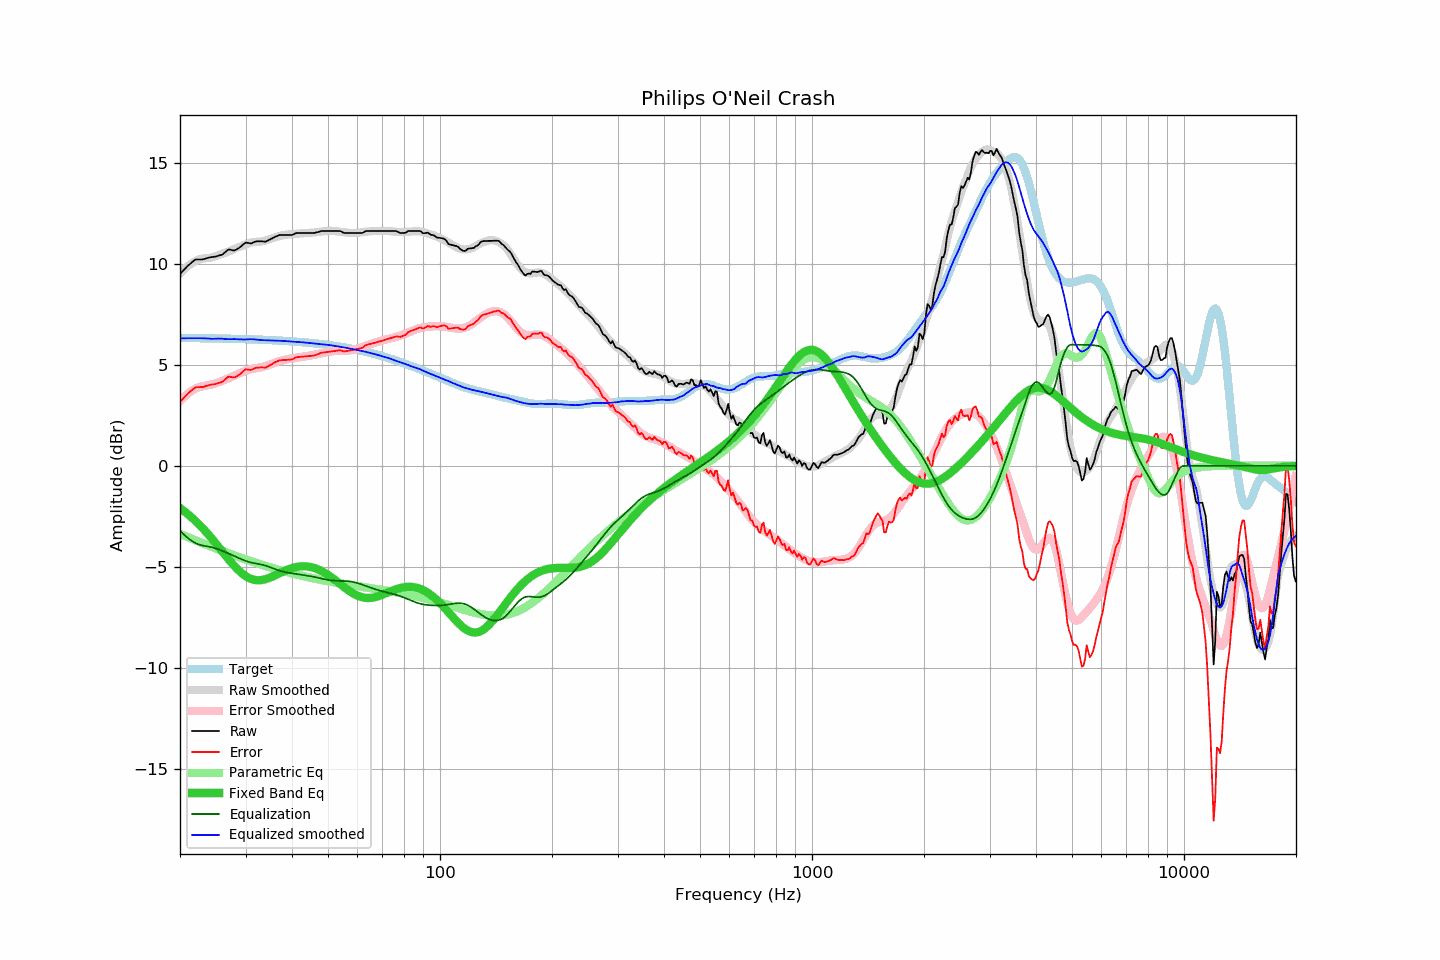 Philips O'Neil Crash
15
10
5
0
−5
−10
−15
Amplitude (dBr)
Target
Raw Smoothed
Error Smoothed
Raw
Error
Parametric Eq
Fixed Band Eq
Equalization
Equalized smoothed
100 1000 10000
Frequency (Hz)